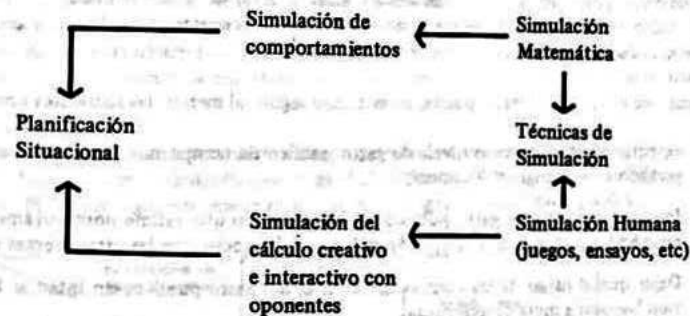 Simulación de
comportamientos
Simulación
Matemática
Planificación
Situacional
Técnicas de
Simulación
Simulación del
cálculo creativo
e interactivo con
oponentes
Simulación Humana
(juegos, ensayos, etc)